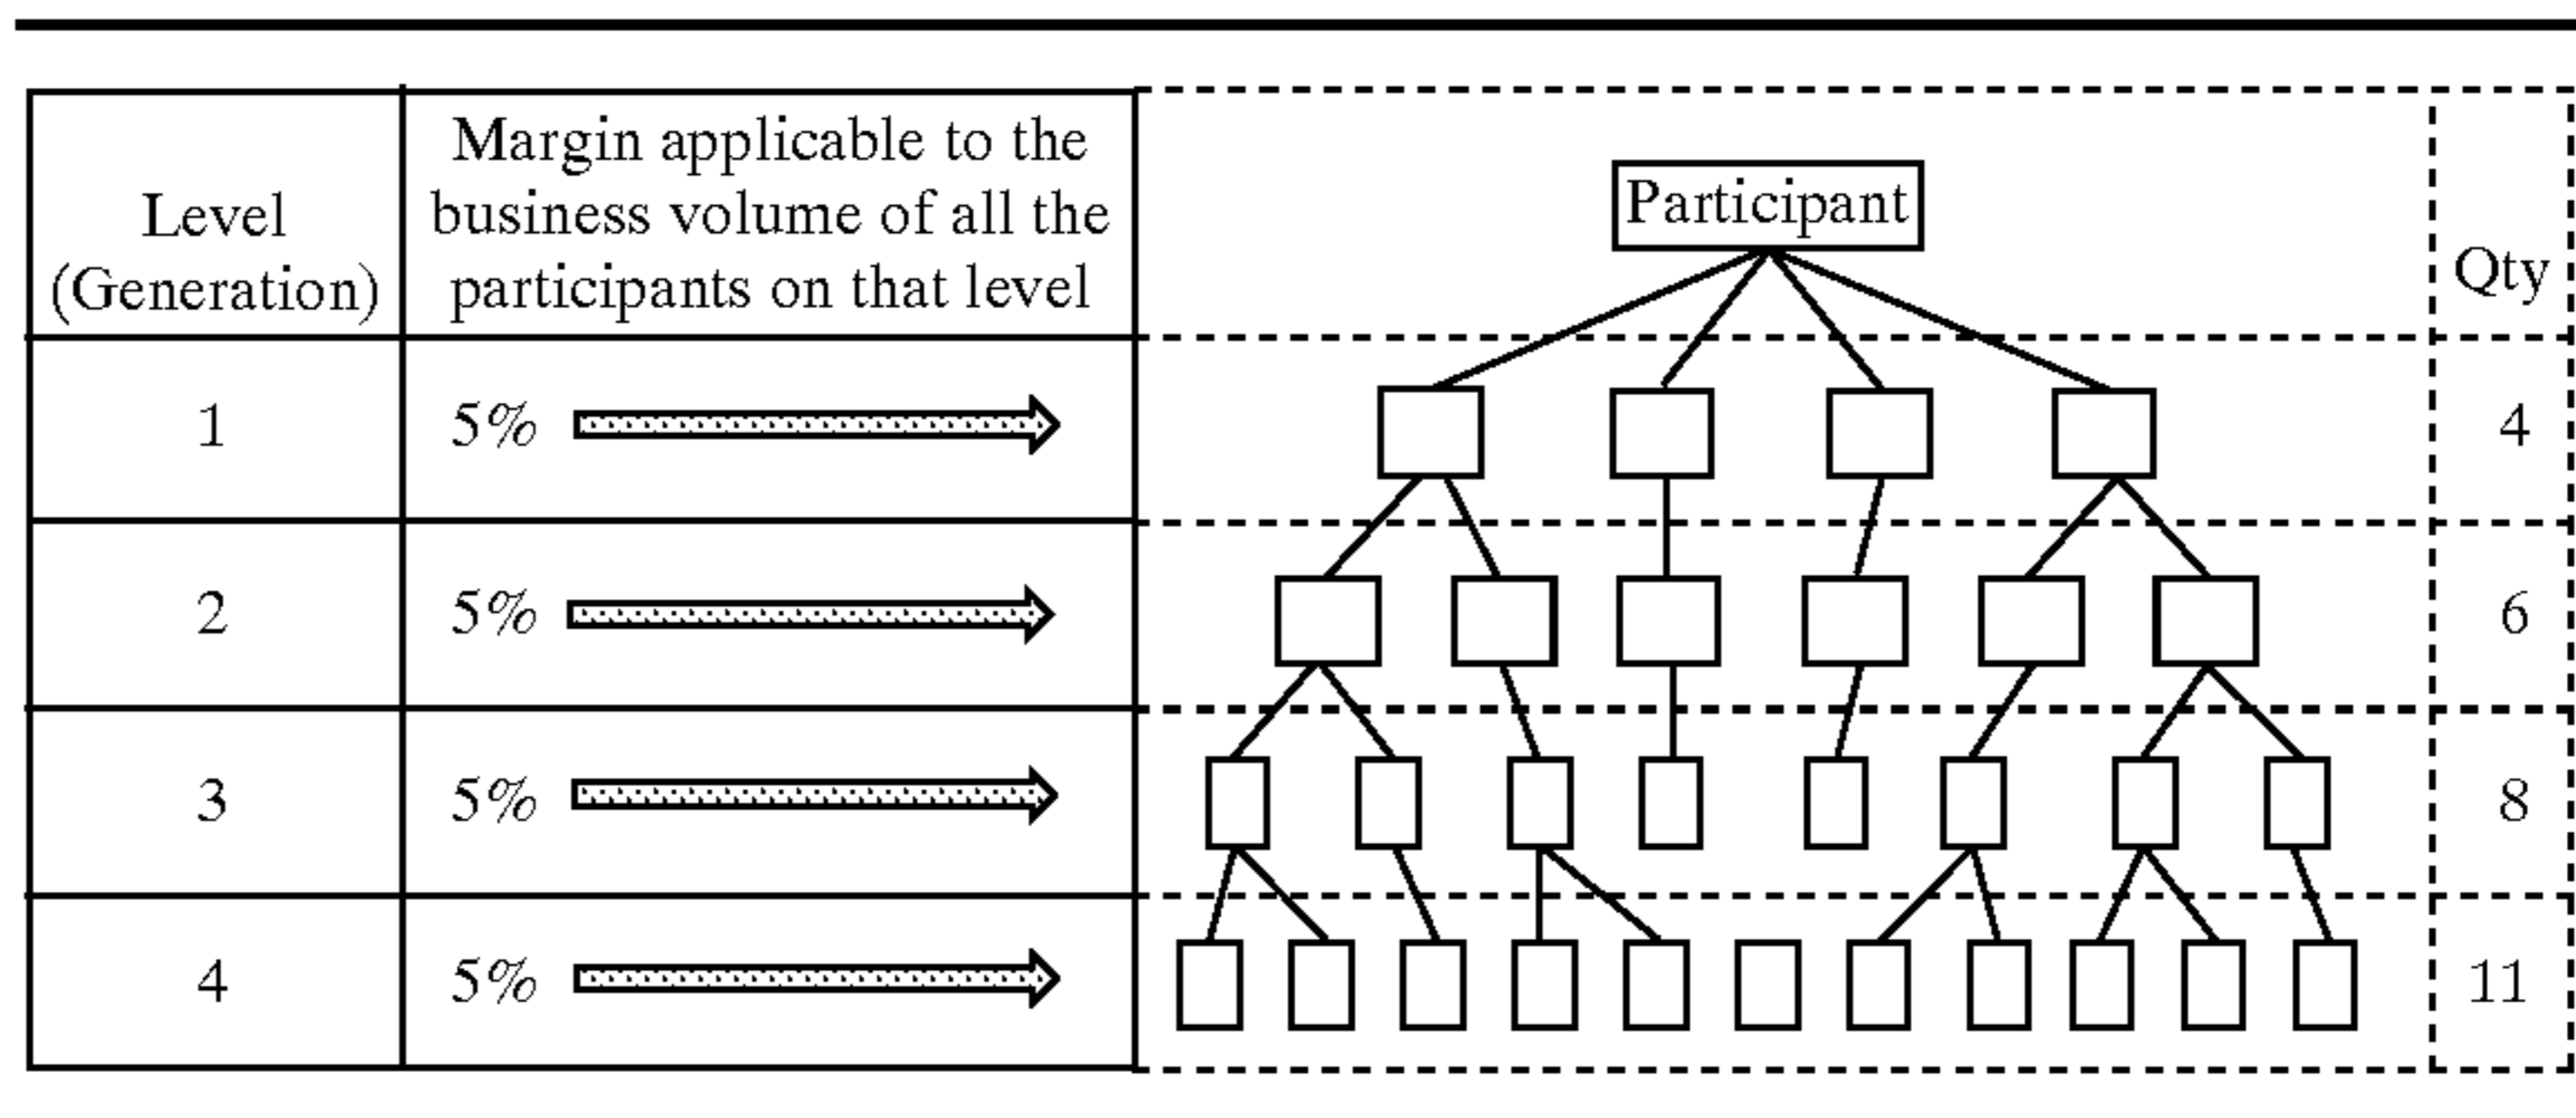 Level
(Generation)
Margin applicable to the
business volume of all the
participants on that level
Participant
Qty
1
5%
4
2
5%
6
3
5%
8
4
5%
11